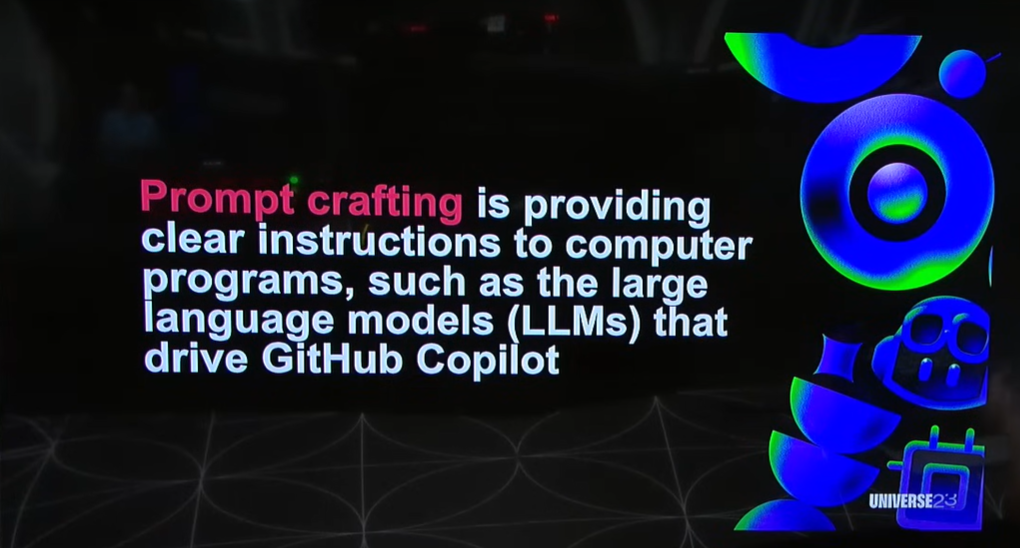 Prompt crafting is providing
clear instructions to computer
programs, such as the large
language models (LLMs) that
drive GitHub Copilot
UNIVERSE23